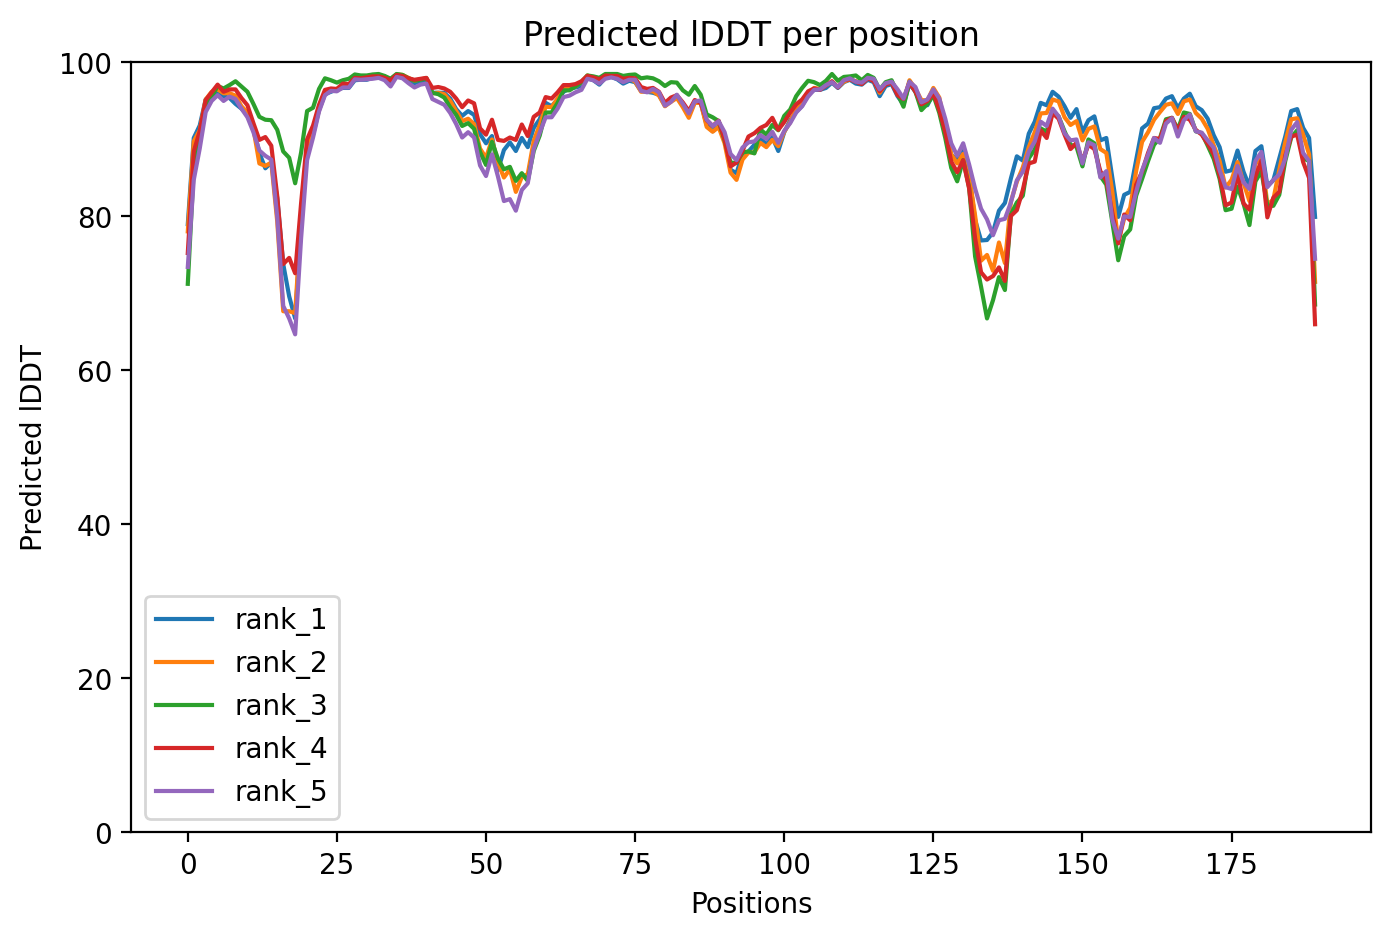 Predicted lDDT per position
100
80
60
40
20
0
Predicted lDDT
rank_1
rank_2
rank_3
rank_4
rank_5
0 25 50 75 100 125 150 175
Positions